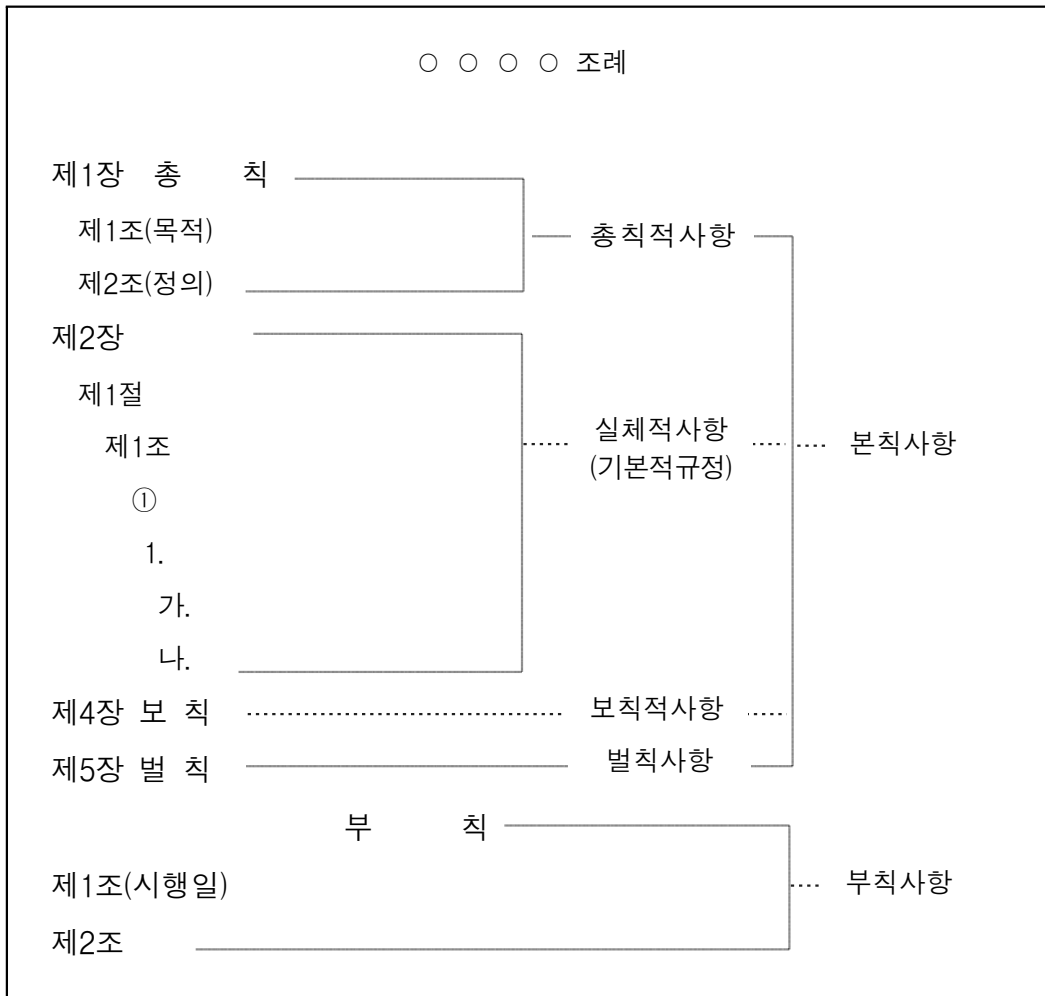 ○ ○ ○ ○ 조례
제1장 총 칙
제1조(목적)
총칙적사항
제2조(정의)
제2장
제1절
제1조
실체적사항
(기본적규정)
본칙사항
①
1.
가.
나.
제4장 보 칙 보칙적사항
제5장 벌 칙 벌칙사항
부 칙
제1조(시행일) 부칙사항
제2조